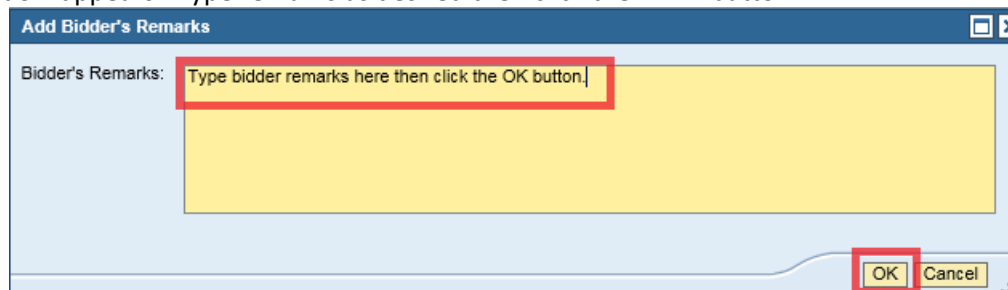 Add Bidder's Remarks
Bidder's Remarks:
Type bidder remarks here then click the OK button.
OK Cancel